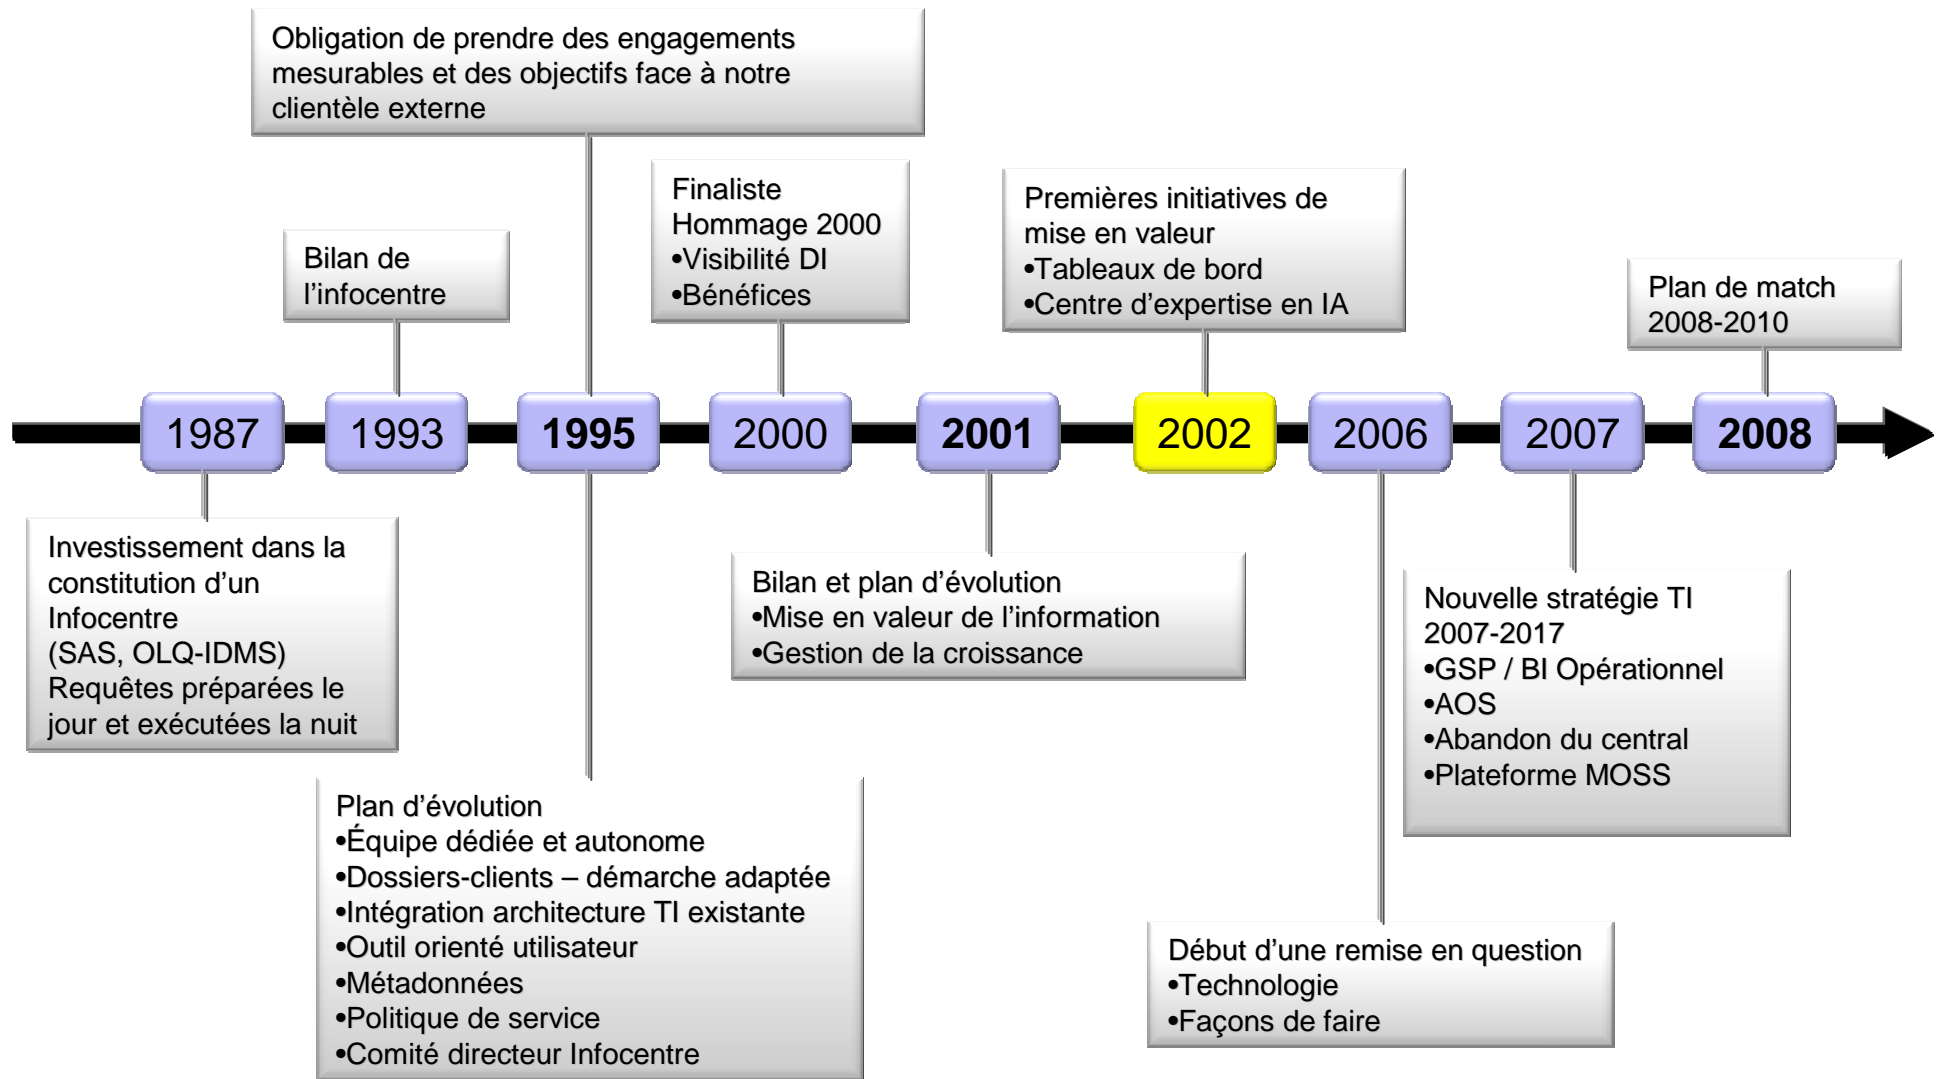 Obligation de prendre des engagements
mesurables et des objectifs face à notre
clientèle externe
Finaliste
Hommage 2000
•Visibilité DI
•Bénéfices
Premières initiatives de
mise en valeur
•Tableaux de bord
•Centre d’expertise en IA
Bilan de
l’infocentre
Plan de match
2008-2010
1987
1993
1995
2000
2001
2002
2006
2007
2008
Investissement dans la
constitution d’un
Infocentre
(SAS, OLQ-IDMS)
Requêtes préparées le
jour et exécutées la nuit
Bilan et plan d’évolution
•Mise en valeur de l’information
•Gestion de la croissance
Nouvelle stratégie TI
2007-2017
•GSP / BI Opérationnel
•AOS
•Abandon du central
•Plateforme MOSS
Plan d’évolution
•Équipe dédiée et autonome
•Dossiers-clients – démarche adaptée
•Intégration architecture TI existante
•Outil orienté utilisateur
•Métadonnées
•Politique de service
•Comité directeur Infocentre
Début d’une remise en question
•Technologie
•Façons de faire